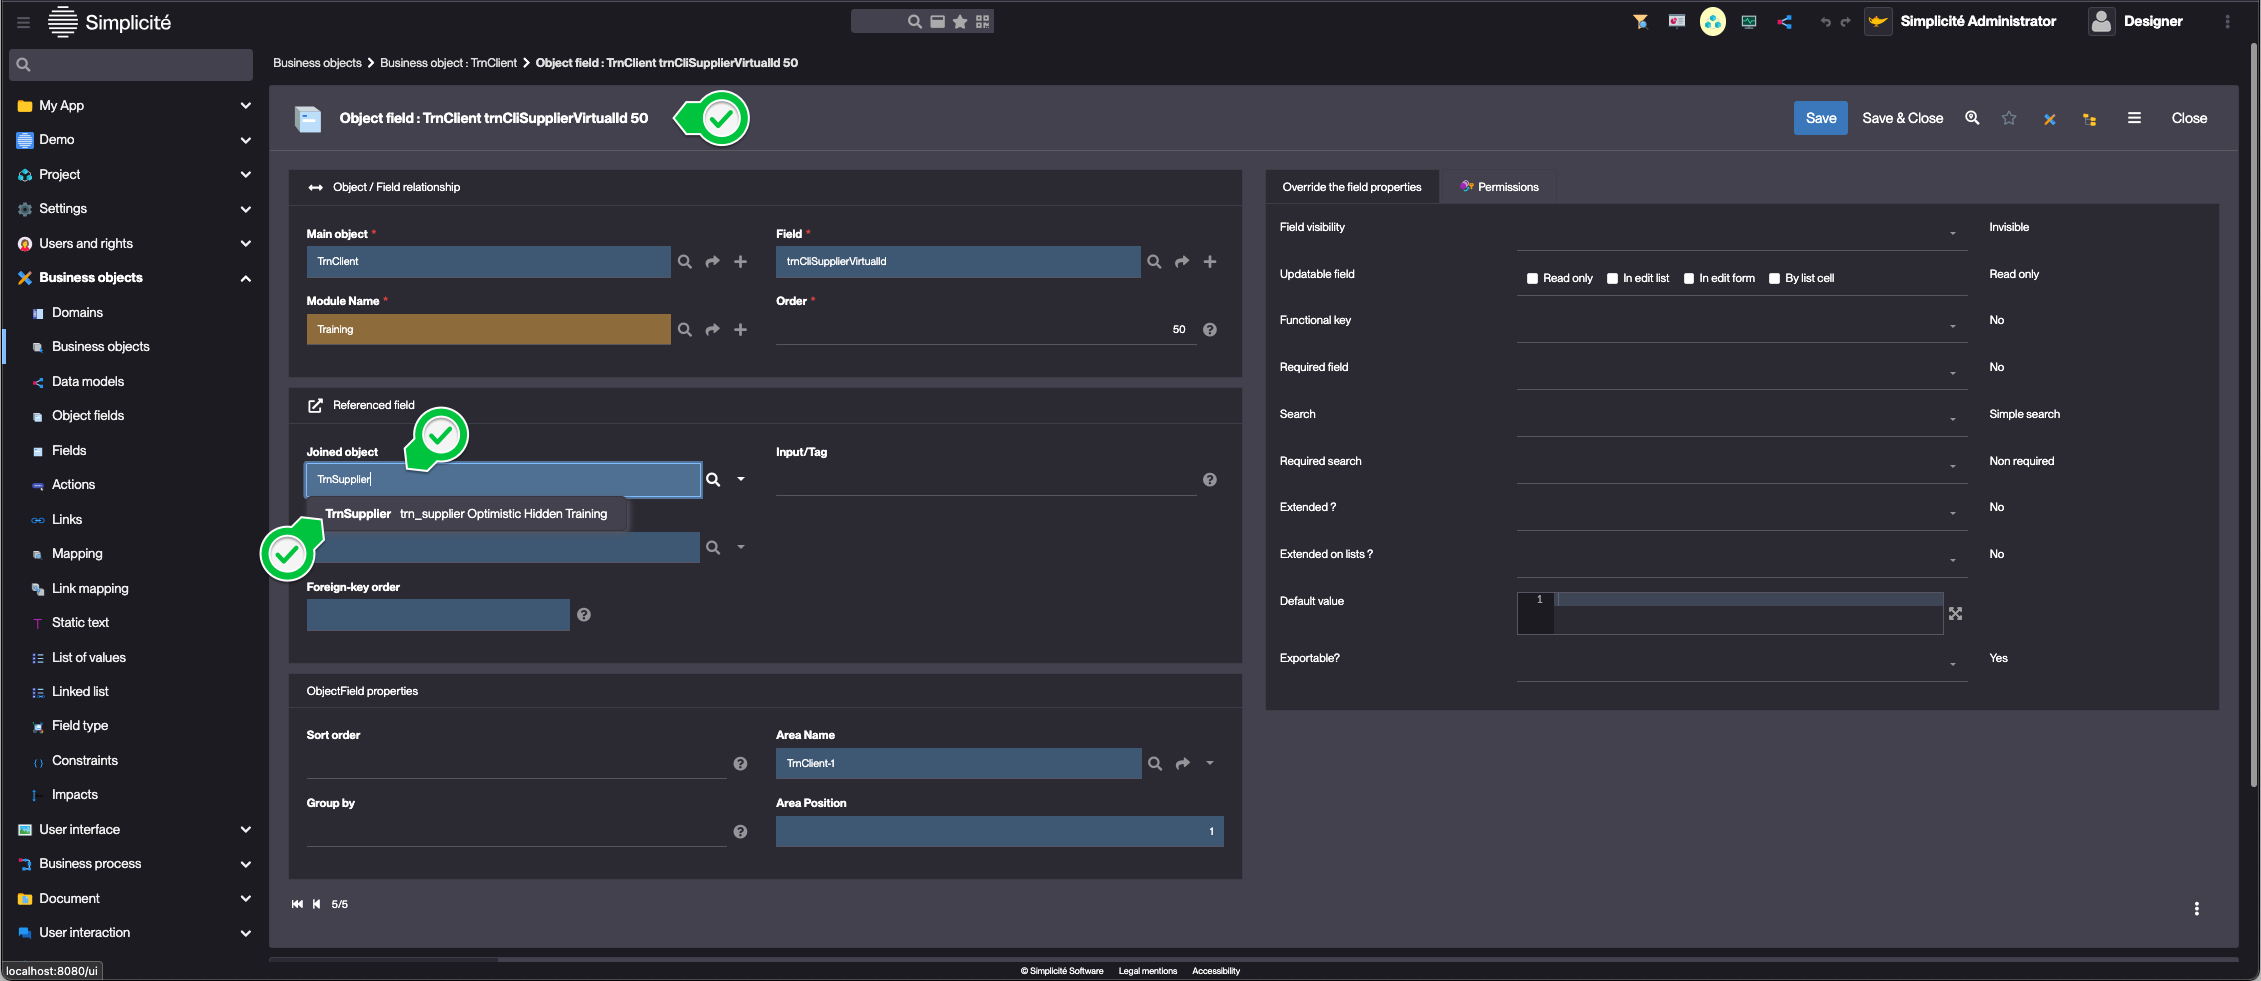 Simplicité
Simplicité Administrator
Designer
Business objects
Business object : TrnClient
Object field : TrnClient trnCliSupplierVirtualId 50
My App
Demo
Project
Settings
Users and rights
Business objects
Domains
Business objects
Data models
Object fields
Fields
Actions
Links
Mapping
Link mapping
Static text
List of values
Linked list
Field type
Constraints
Impacts
User interface
Business process
Document
User interaction
localhost:8080/ui
Object field : TrnClient trnCliSupplierVirtualId 50
Save
Save & Close
Close
Object / Field relationship
Main object *
TrnClient
Field *
trnCliSupplierVirtualId
Module Name *
Training
Order *
50
Referenced field
Joined object
TrnSupplier
Input/Tag
TrnSupplier trn_supplier Optimistic Hidden Training
Foreign-key order
ObjectField properties
Sort order
Area Name
TrnClient-1
Group by
Area Position
1
5/5
Override the field properties
Permissions
Field visibility
Invisible
Updatable field
Read only
In edit list
In edit form
By list cell
Read only
Functional key
No
Required field
No
Search
Simple search
Required search
Non required
Extended ?
No
Extended on lists ?
No
Default value
1
Exportable?
Yes
© Simplicité Software
Legal mentions
Accessibility